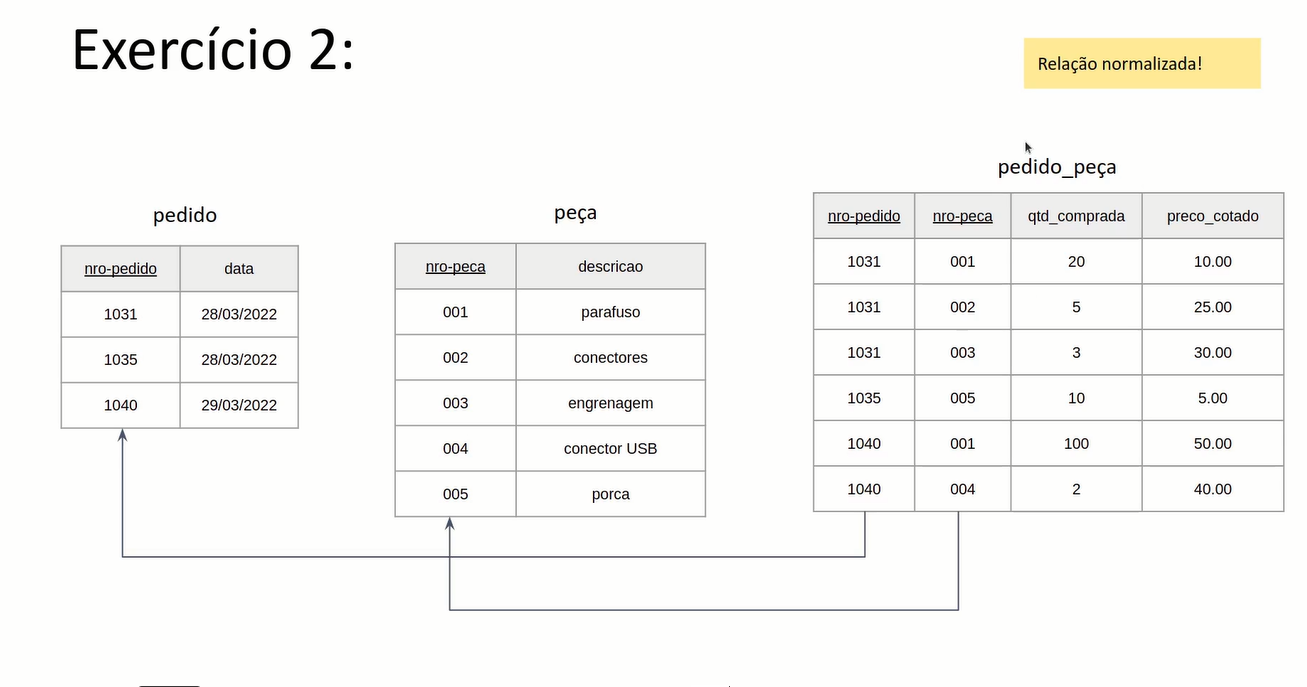 Exercício 2:
Relação normalizada!
pedido
nro-pedido data
1031 28/03/2022
1035 28/03/2022
1040 29/03/2022
peça
nro-peca descricao
001 parafuso
002 conectores
003 engrenagem
004 conector USB
005 porca
pedido_peça
nro-pedido nro-peca qtd_comprada preco_cotado
1031 001 20 10.00
1031 002 5 25.00
1031 003 3 30.00
1035 005 10 5.00
1040 001 100 50.00
1040 004 2 40.00